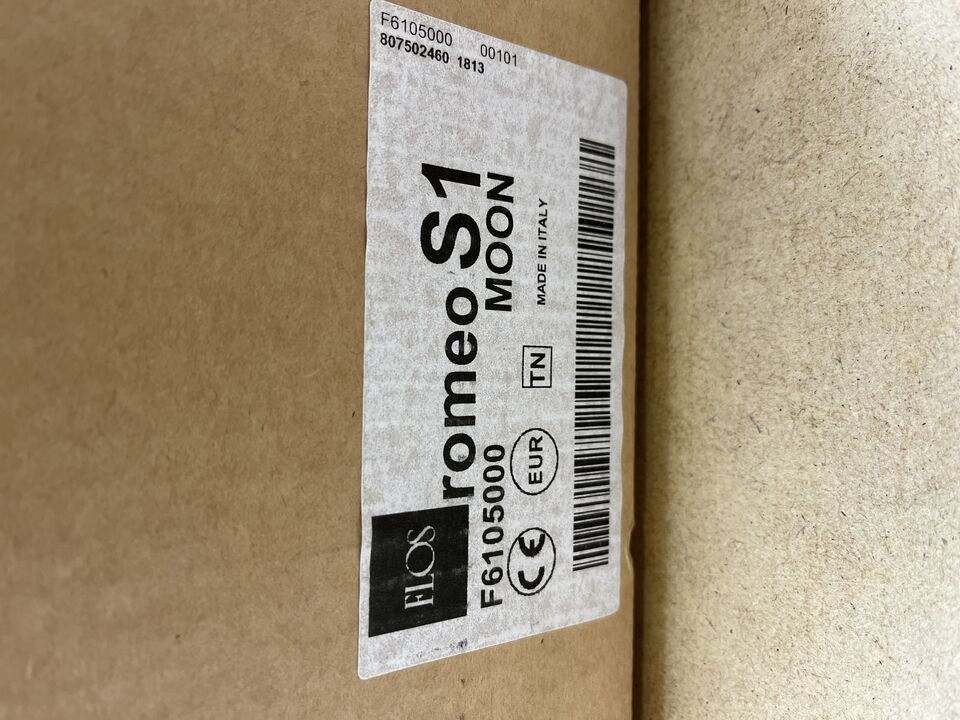 F6105000 00101
807502460 1813
FLOS
romeo S1
F6105000 MOON
CE EUR TN MADE IN ITALY